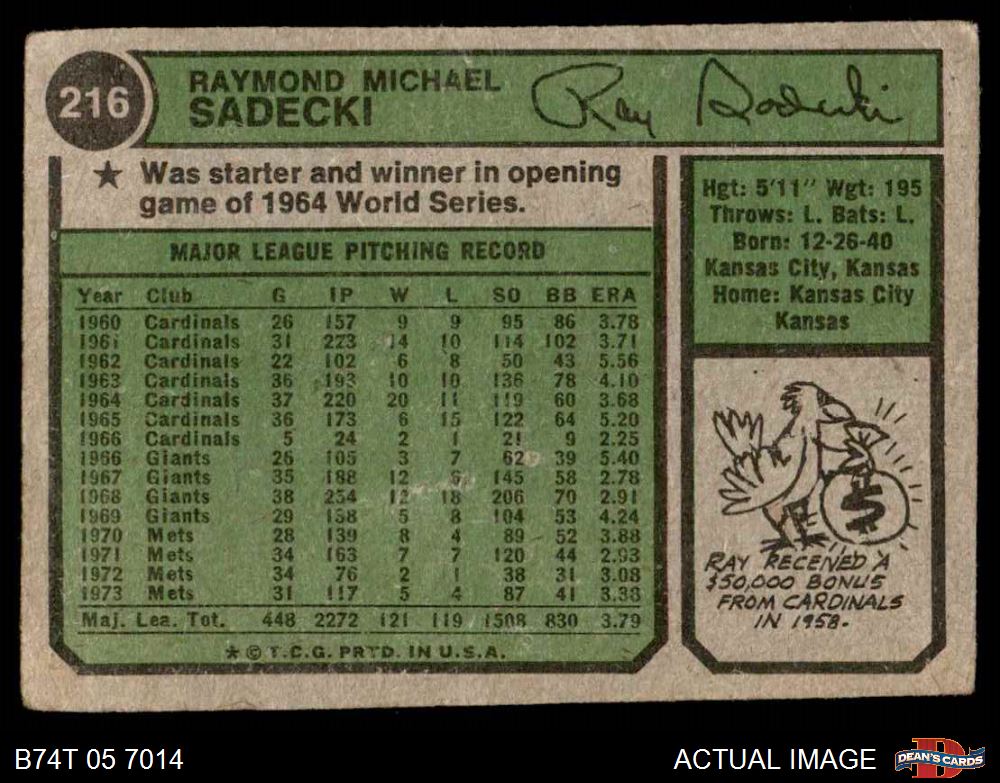 216
RAYMOND MICHAEL
SADECKI
Ray Sadecki
★ Was starter and winner in opening
game of 1964 World Series.
MAJOR LEAGUE PITCHING RECORD
Year Club G IP W L SO BB ERA
1960 Cardinals 26 157 9 9 95 86 3.78
1961 Cardinals 31 223 14 10 114 102 3.71
1962 Cardinals 22 102 6 8 50 43 5.56
1963 Cardinals 36 193 10 10 136 78 4.10
1964 Cardinals 37 220 20 11 119 60 3.68
1965 Cardinals 36 173 6 15 122 64 5.20
1966 Cardinals 5 24 2 1 21 9 2.25
1966 Giants 26 105 3 7 62 39 5.40
1967 Giants 35 188 12 6 145 58 2.78
1968 Giants 38 254 12 18 206 70 2.91
1969 Giants 29 138 5 8 104 53 4.24
1970 Mets 28 139 8 4 89 52 3.88
1971 Mets 34 163 7 7 120 44 2.93
1972 Mets 34 76 2 1 38 31 3.08
1973 Mets 31 117 5 4 87 41 3.38
Maj. Lea. Tot. 448 2272 121 119 1508 830 3.79
★ © T.C.G. PRTD. IN U.S.A.
Hgt: 5'11" Wgt: 195
Throws: L. Bats: L.
Born: 12-26-40
Kansas City, Kansas
Home: Kansas City
Kansas
$
RAY RECEIVED A
$50,000 BONUS
FROM CARDINALS
IN 1958.
B74T 05 7014
ACTUAL IMAGE
D
DEAN'S CARDS